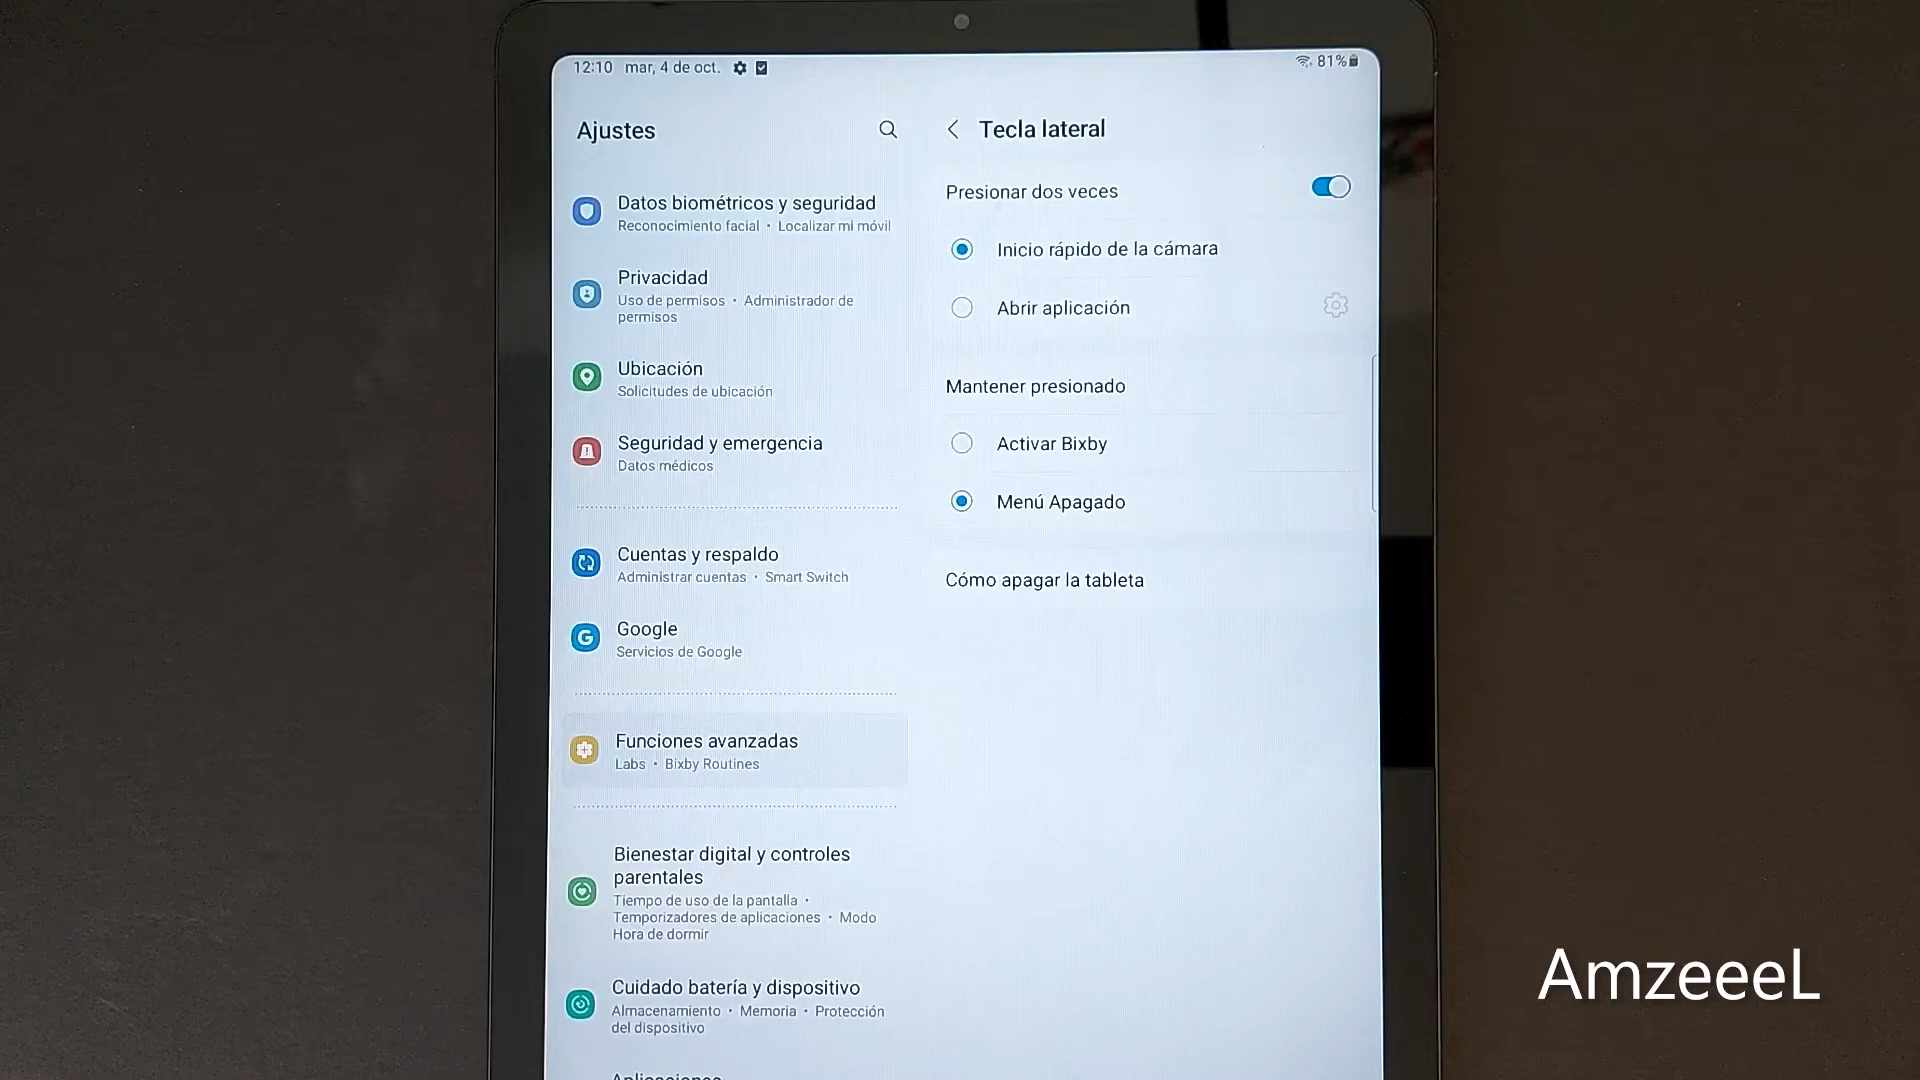 12:10 mar, 4 de oct.
81%
Ajustes
Datos biométricos y seguridad
Reconocimiento facial • Localizar mi móvil
Privacidad
Uso de permisos • Administrador de
permisos
Ubicación
Solicitudes de ubicación
Seguridad y emergencia
Datos médicos
Cuentas y respaldo
Administrar cuentas • Smart Switch
Google
Servicios de Google
Funciones avanzadas
Labs • Bixby Routines
Bienestar digital y controles
parentales
Tiempo de uso de la pantalla •
Temporizadores de aplicaciones • Modo
Hora de dormir
Cuidado batería y dispositivo
Almacenamiento • Memoria • Protección
del dispositivo
Tecla lateral
Presionar dos veces
Inicio rápido de la cámara
Abrir aplicación
Mantener presionado
Activar Bixby
Menú Apagado
Cómo apagar la tableta
AmzeeeL